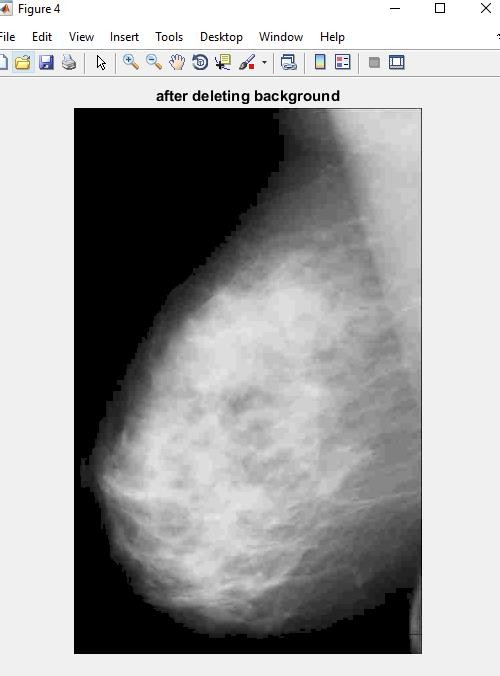 Figure 4
File Edit View Insert Tools Desktop Window Help
after deleting background